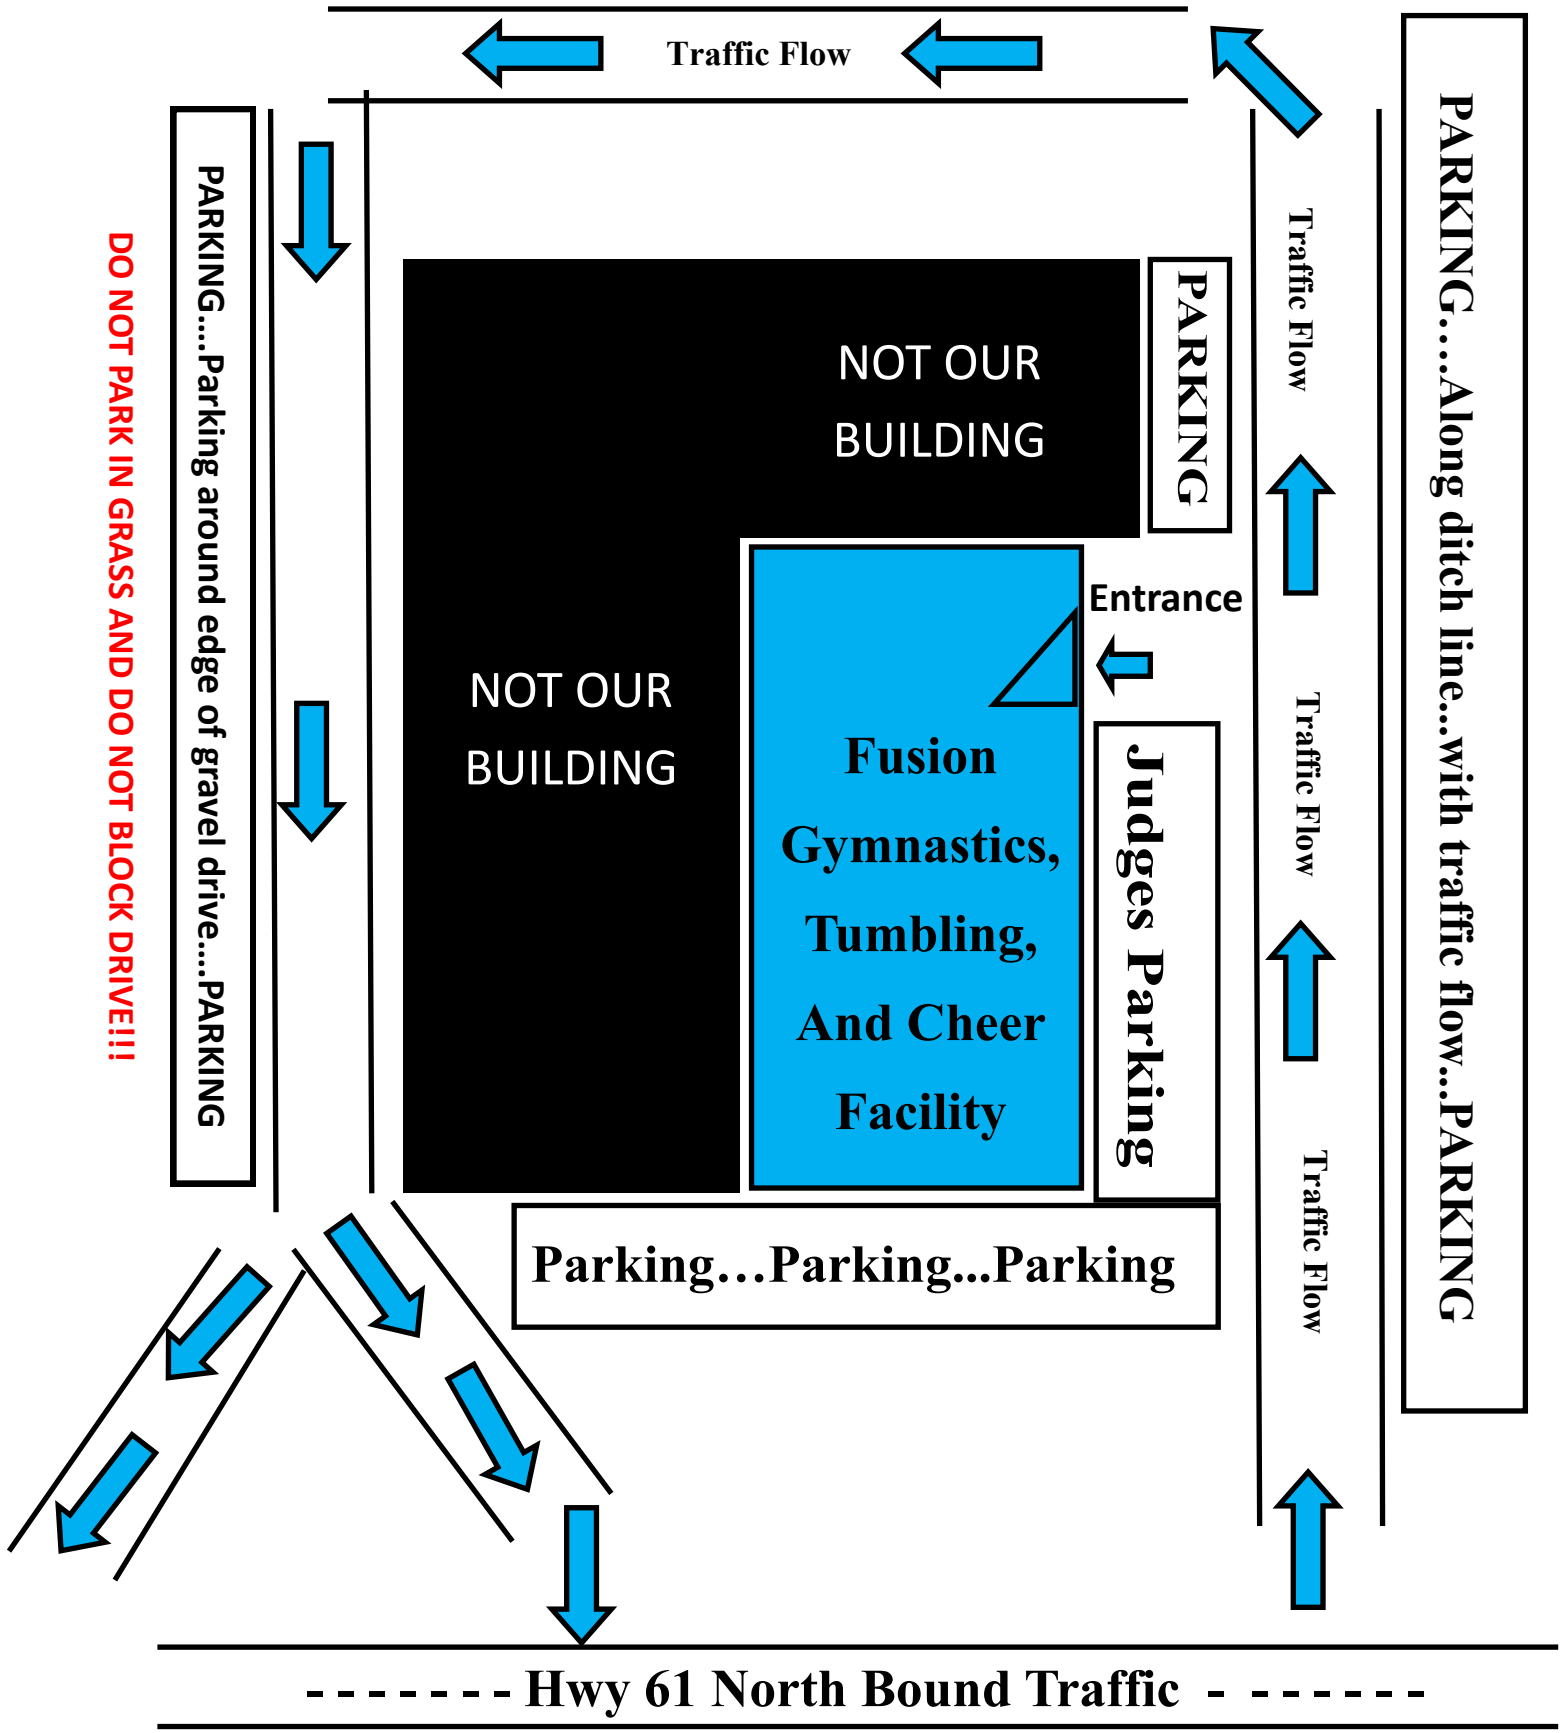 Traffic Flow
DO NOT PARK IN GRASS AND DO NOT BLOCK DRIVE!!!!
PARKING....Parking around edge of gravel drive....PARKING
NOT OUR
BUILDING
NOT OUR
BUILDING
PARKING
Entrance
Fusion
Gymnastics,
Tumbling,
And Cheer
Facility
Judges Parking
Parking…Parking...Parking
Traffic Flow
Traffic Flow
Traffic Flow
PARKING….Along ditch line...with traffic flow...PARKING
Hwy 61 North Bound Traffic